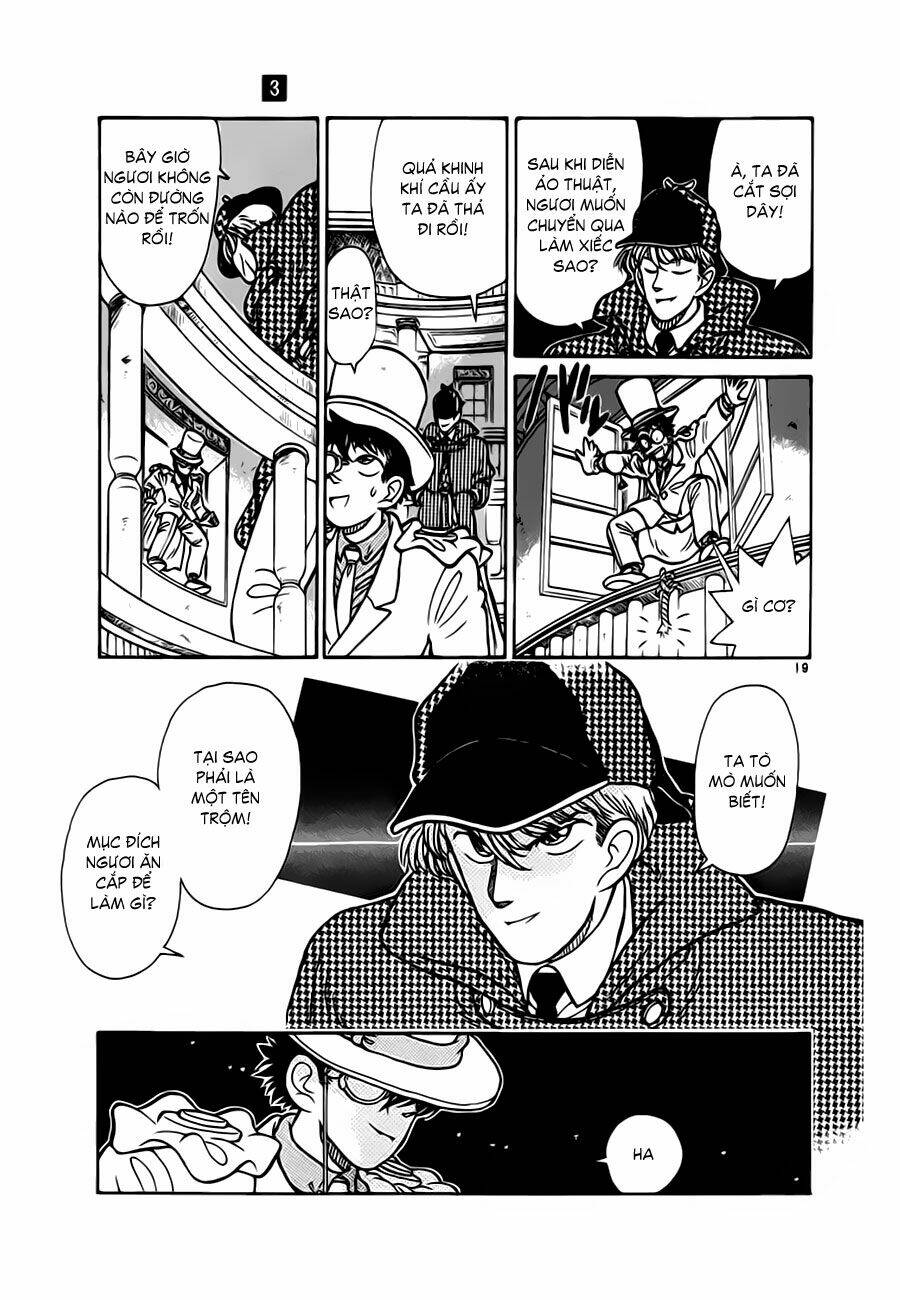 3
À, TA ĐÃ
CẮT SỢI
DÂY!
SAU KHI DIỄN
ẢO THUẬT,
NGƯƠI MUỐN
CHUYỂN QUA
LÀM XIẾC
SAO?
GÌ CƠ?
19
QUẢ KHINH
KHÍ CẦU ẤY
TA ĐÃ THẢ
ĐI RỒI!
THẬT
SAO?
BÂY GIỜ
NGƯƠI KHÔNG
CÒN ĐƯỜNG
NÀO ĐỂ TRỐN
RỒI!
TA TÒ
MÒ MUỐN
BIẾT!
TẠI SAO
PHẢI LÀ
MỘT TÊN
TRỘM!
MỤC ĐÍCH
NGƯƠI ĂN
CẮP ĐỂ
LÀM GÌ?
HA